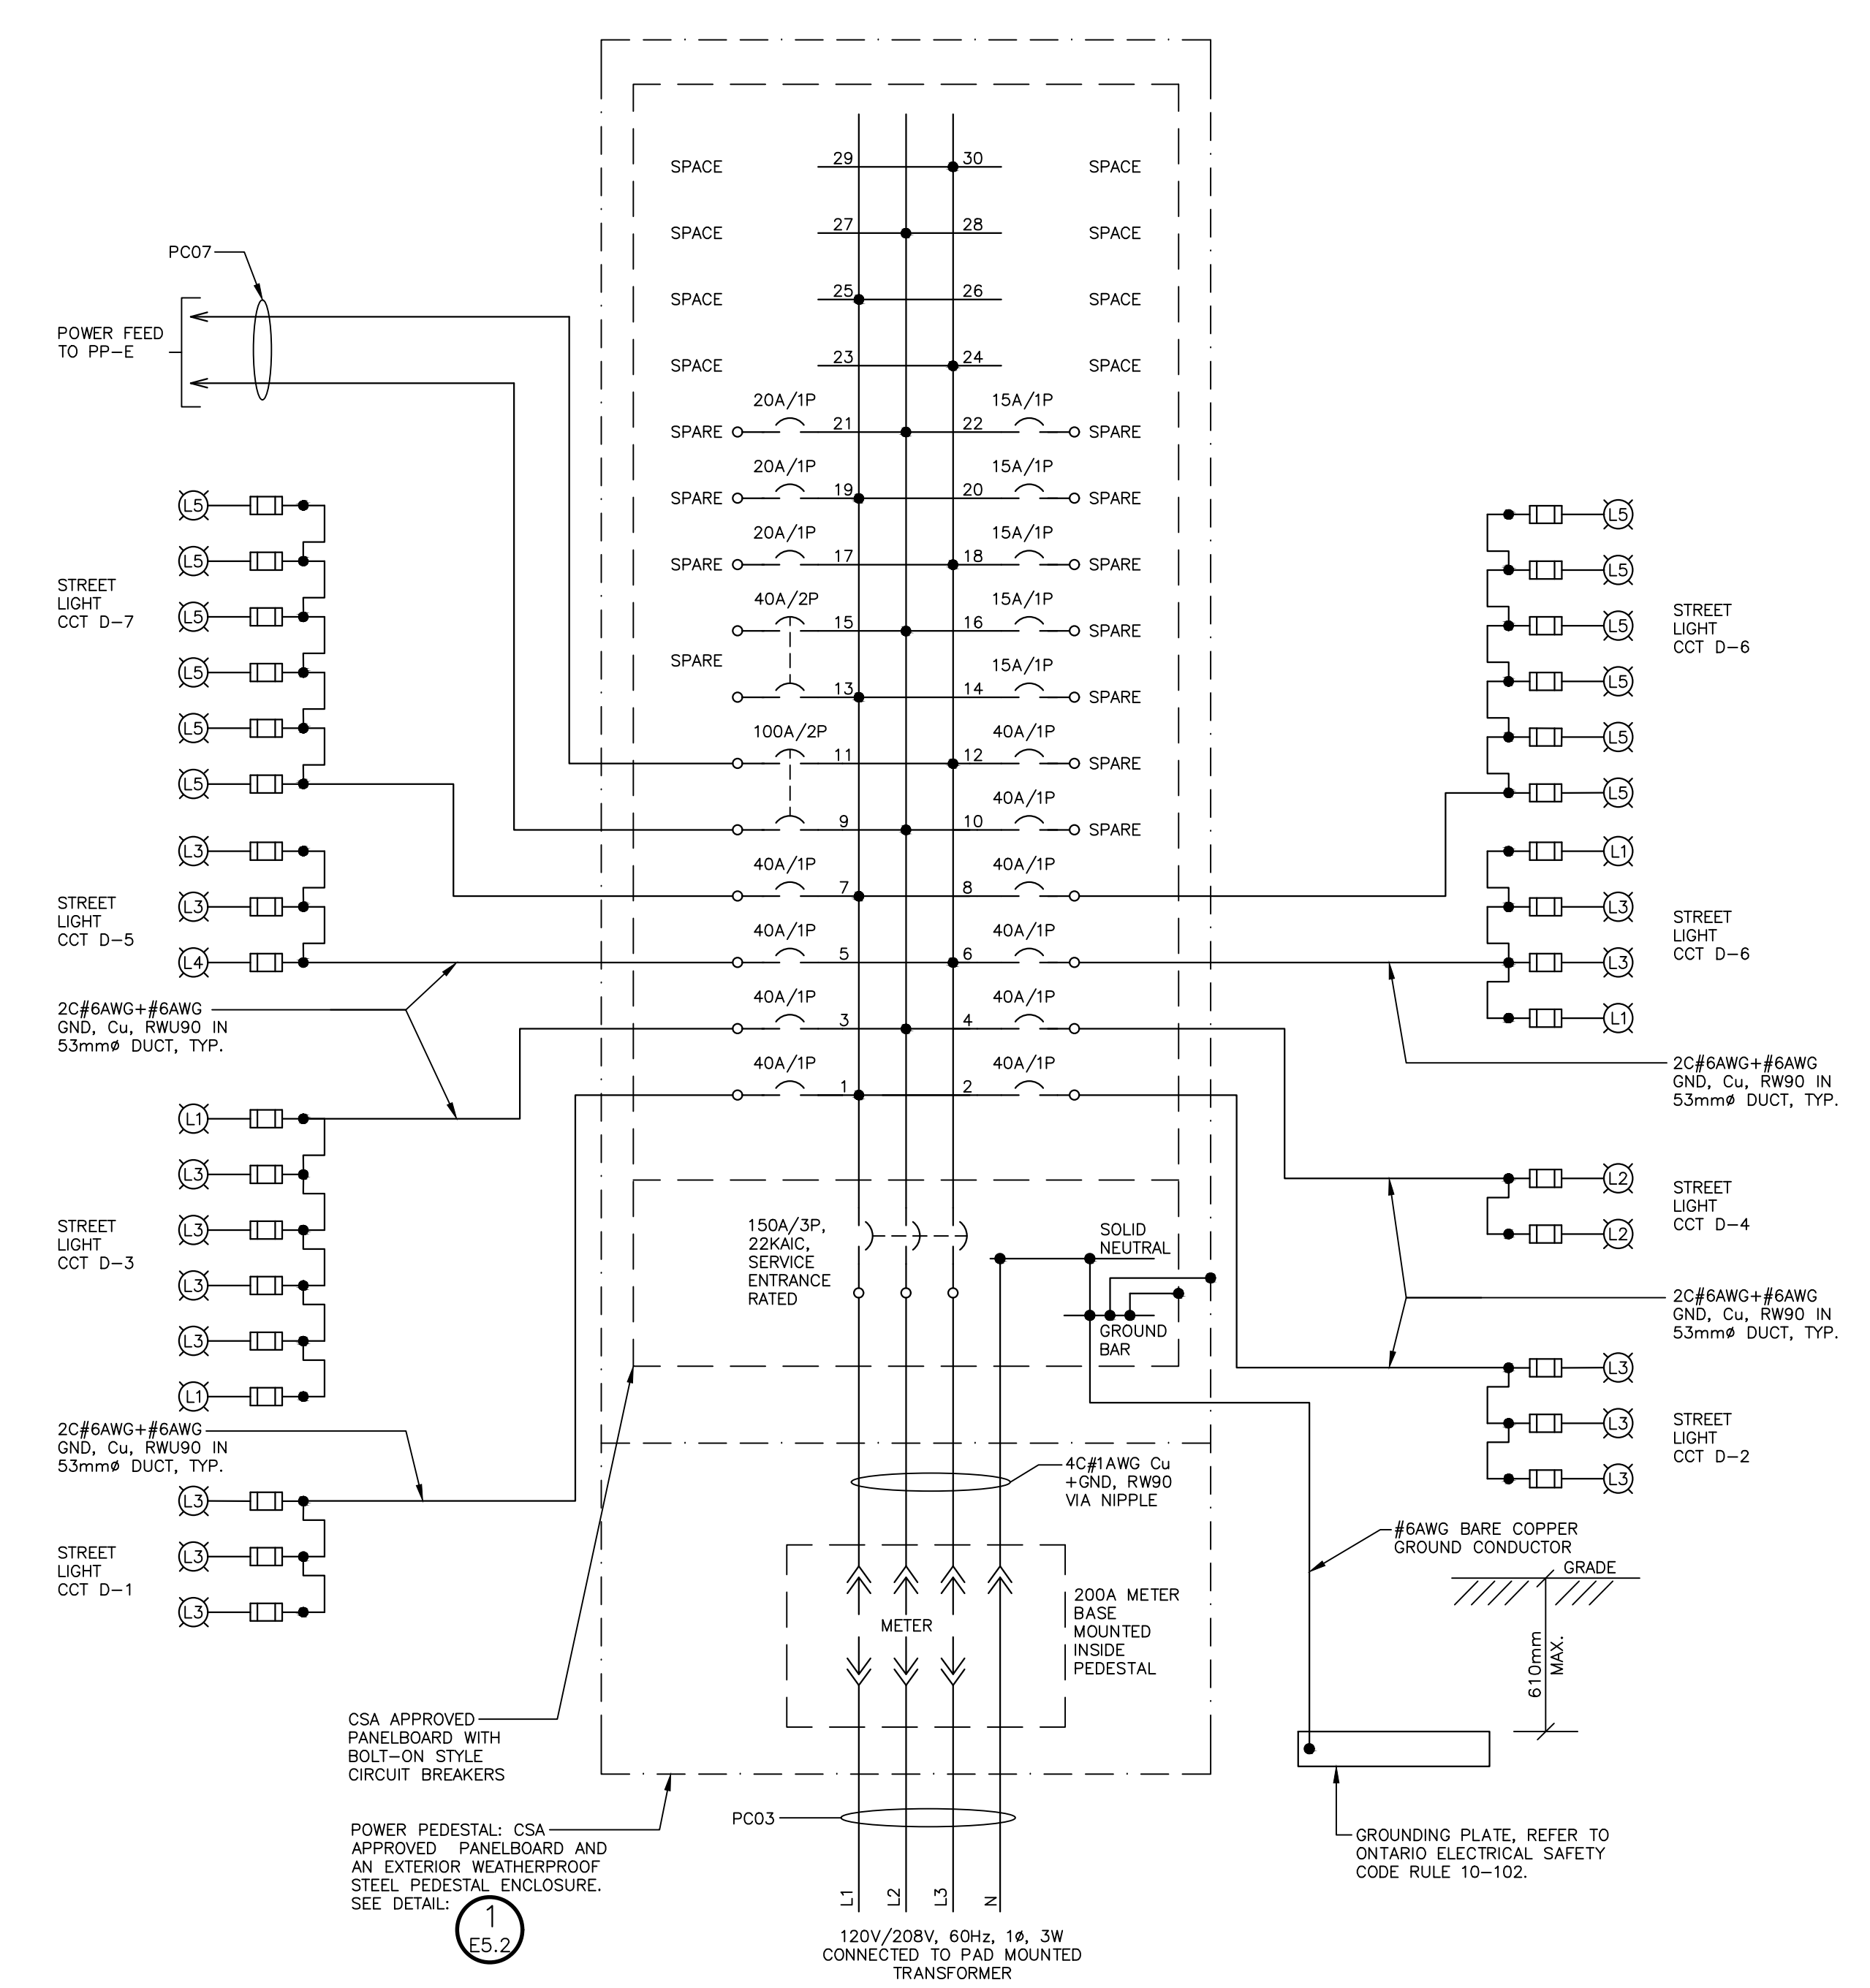 SPACE 29 30 SPACE
SPACE 27 28 SPACE
SPACE 25 26 SPACE
SPACE 23 24 SPACE
20A/1P 15A/1P
SPARE 21 22 SPARE
20A/1P 15A/1P
SPARE 19 20 SPARE
20A/1P 15A/1P
SPARE 17 18 SPARE
40A/2P 15A/1P
15 16 SPARE
SPARE 15A/1P
13 14 SPARE
100A/2P 40A/1P
11 12 SPARE
40A/1P
9 10 SPARE
40A/1P 40A/1P
7 8
40A/1P 40A/1P
5 6
40A/1P 40A/1P
3 4
40A/1P 40A/1P
1 2
PC07
POWER FEED
TO PP-E
L5
L5
L5
L5
L5
L5
STREET
LIGHT
CCT D-7
L3
L3
L4
STREET
LIGHT
CCT D-5
2C#6AWG+#6AWG
GND, Cu, RWU90 IN
53mmø DUCT, TYP.
L1
L3
L3
L3
L3
L1
STREET
LIGHT
CCT D-3
2C#6AWG+#6AWG
GND, Cu, RWU90 IN
53mmø DUCT, TYP.
L3
L3
L3
STREET
LIGHT
CCT D-1
L5
L5
L5
L5
L5
L5
STREET
LIGHT
CCT D-6
L1
L3
L3
L1
STREET
LIGHT
CCT D-6
2C#6AWG+#6AWG
GND, Cu, RW90 IN
53mmø DUCT, TYP.
L2
L2
STREET
LIGHT
CCT D-4
2C#6AWG+#6AWG
GND, Cu, RW90 IN
53mmø DUCT, TYP.
L3
L3
L3
STREET
LIGHT
CCT D-2
150A/3P,
22KAIC,
SERVICE
ENTRANCE
RATED
SOLID
NEUTRAL
GROUND
BAR
4C#1AWG Cu
+GND, RW90
VIA NIPPLE
METER
200A METER
BASE
MOUNTED
INSIDE
PEDESTAL
#6AWG BARE COPPER
GROUND CONDUCTOR
GRADE
610mm
MAX.
GROUNDING PLATE, REFER TO
ONTARIO ELECTRICAL SAFETY
CODE RULE 10-102.
CSA APPROVED
PANELBOARD WITH
BOLT-ON STYLE
CIRCUIT BREAKERS
POWER PEDESTAL: CSA
APPROVED PANELBOARD AND
AN EXTERIOR WEATHERPROOF
STEEL PEDESTAL ENCLOSURE.
SEE DETAIL:
1
E5.2
PC03
L1 L2 L3 N
120V/208V, 60Hz, 1ø, 3W
CONNECTED TO PAD MOUNTED
TRANSFORMER